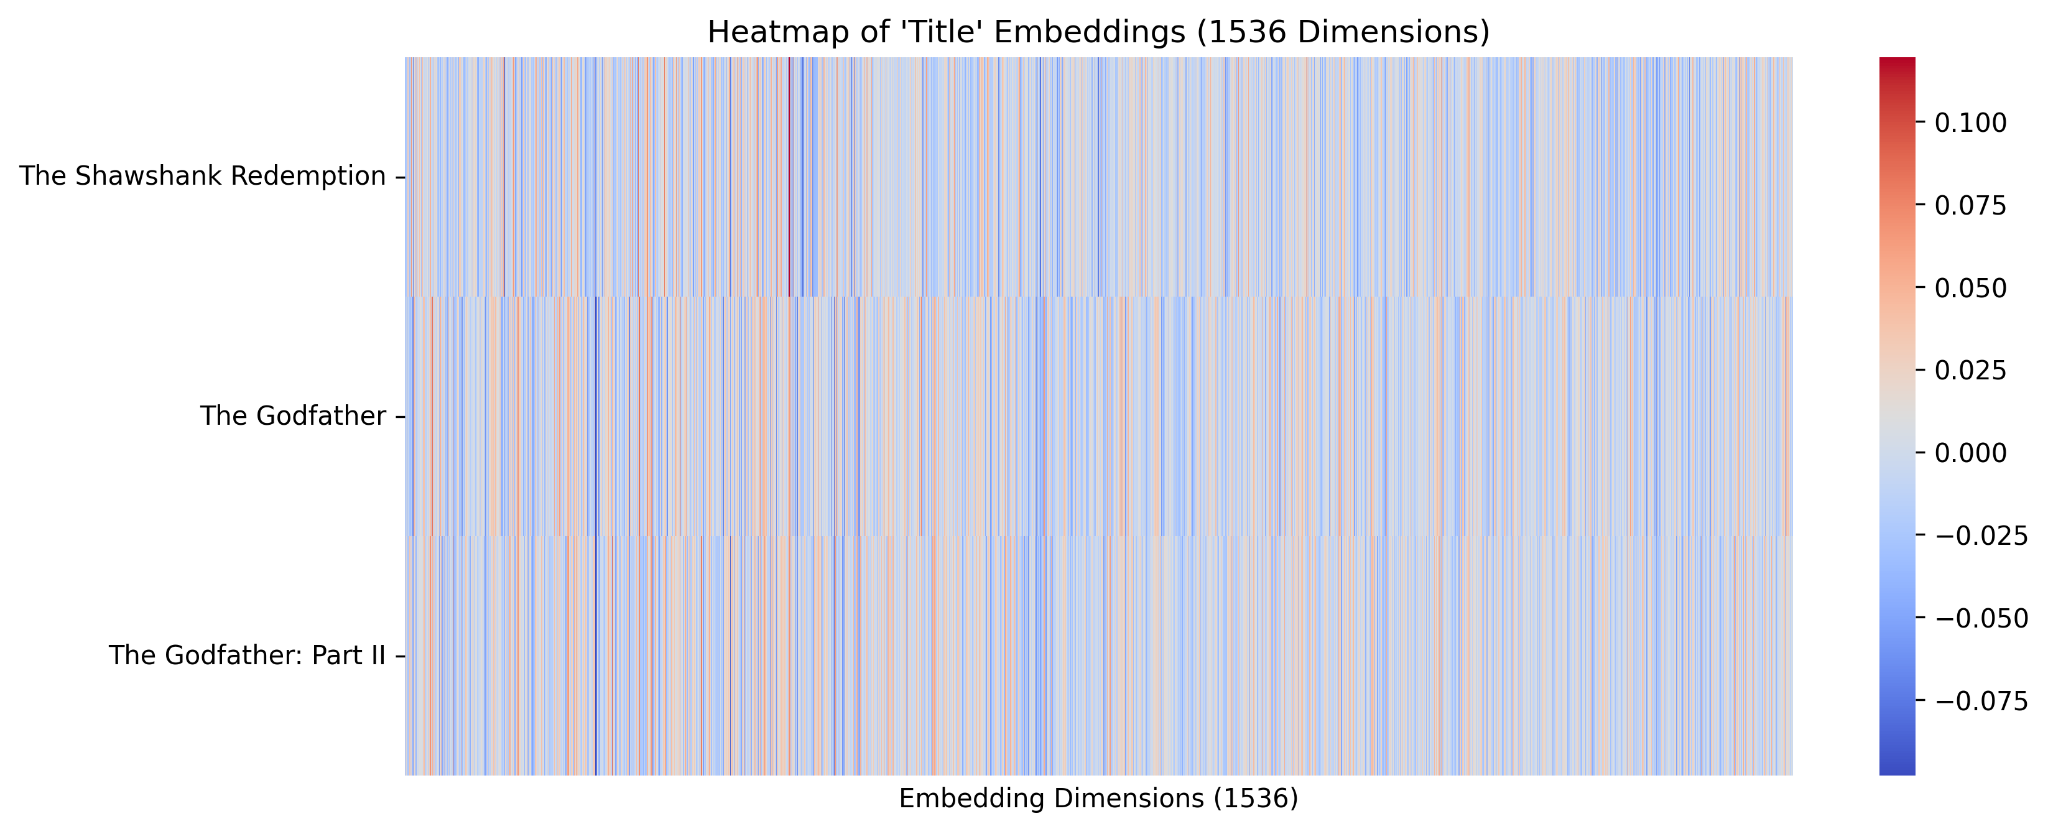 Heatmap of 'Title' Embeddings (1536 Dimensions)
The Shawshank Redemption
The Godfather
The Godfather: Part II
Embedding Dimensions (1536)
0.100
0.075
0.050
0.025
0.000
−0.025
−0.050
−0.075